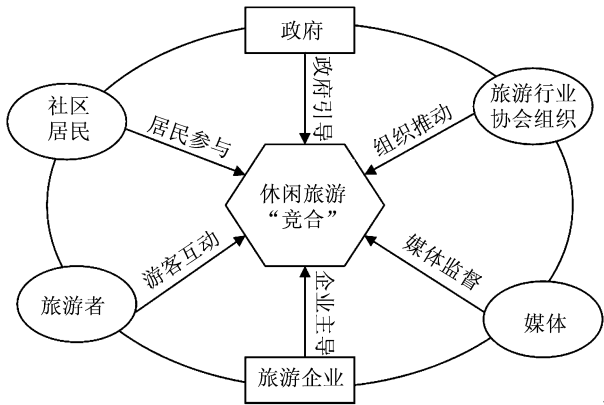 政府
政府引导
社区
居民
旅游行业
协会组织
居民参与
组织推动
休闲旅游
“竞合”
游客互动
媒体监督
旅游者
企业主导
媒体
旅游企业